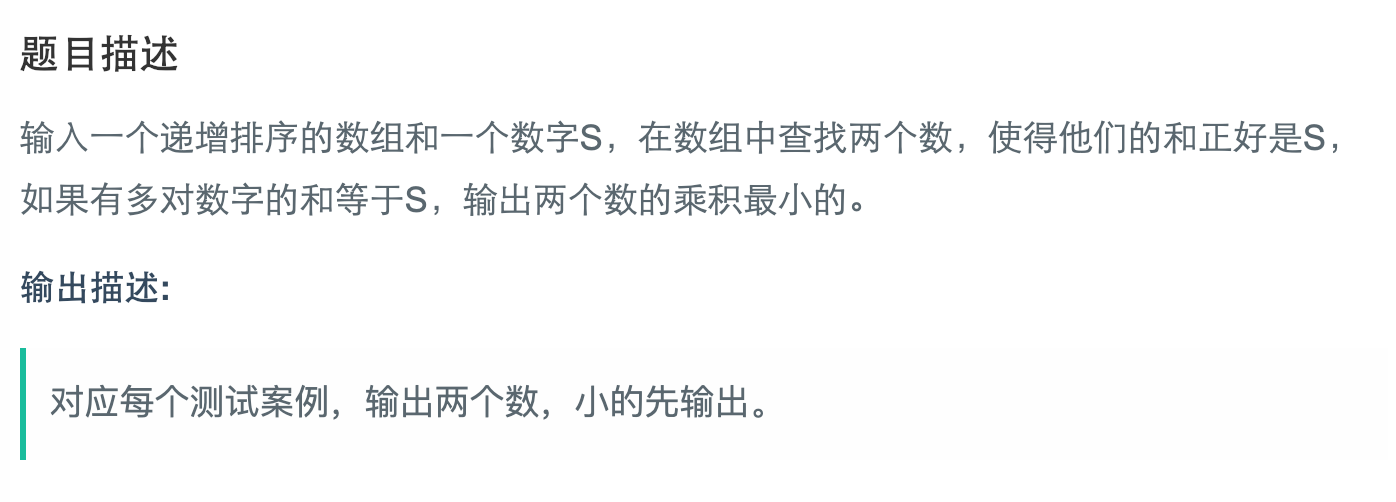 题目描述
输入一个递增排序的数组和一个数字S，在数组中查找两个数，使得他们的和正好是S，
如果有多对数字的和等于S，输出两个数的乘积最小的。
输出描述:
对应每个测试案例，输出两个数，小的先输出。